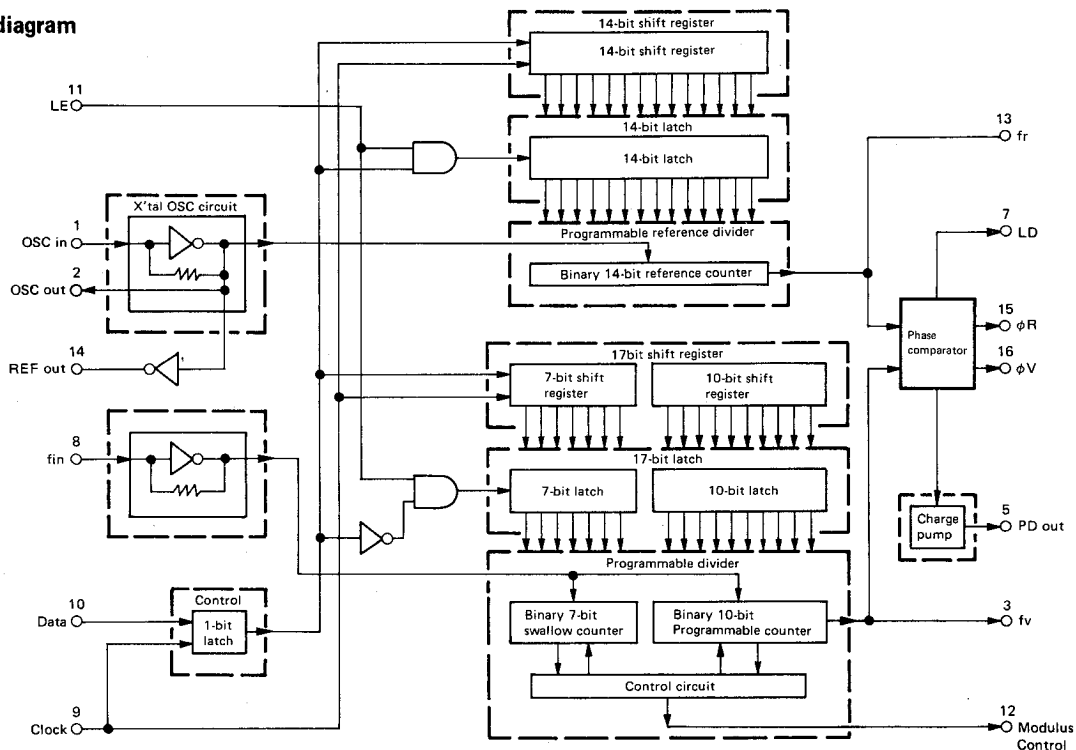 diagram
14-bit shift register
14-bit shift register
11
LE
14-bit latch
14-bit latch
13
fr
X'tal OSC circuit
1
OSC in
2
OSC out
Programmable reference divider
Binary 14-bit reference counter
7
LD
14
REF out
15
φR
Phase
comparator
16
φV
17bit shift register
7-bit shift
register
10-bit shift
register
8
fin
17-bit latch
7-bit latch
10-bit latch
5
Charge
pump
PD out
Programmable divider
10
Data
Control
1-bit
latch
Binary 7-bit
swallow counter
Binary 10-bit
Programmable counter
3
fv
Control circuit
9
Clock
12
Modulus
Control